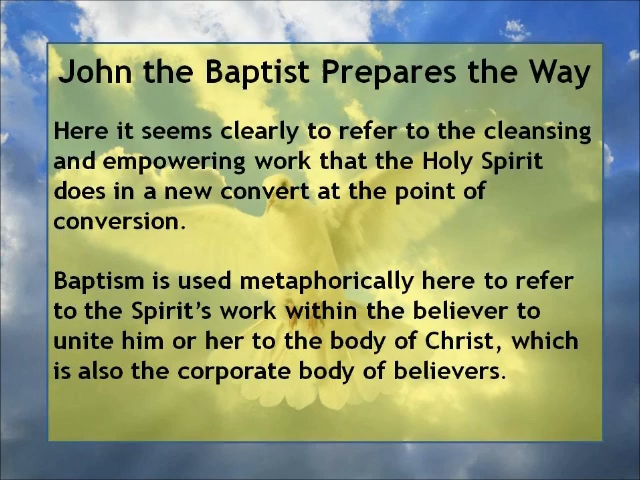 John the Baptist Prepares the Way
Here it seems clearly to refer to the cleansing
and empowering work that the Holy Spirit
does in a new convert at the point of
conversion.
Baptism is used metaphorically here to refer
to the Spirit’s work within the believer to
unite him or her to the body of Christ, which
is also the corporate body of believers.